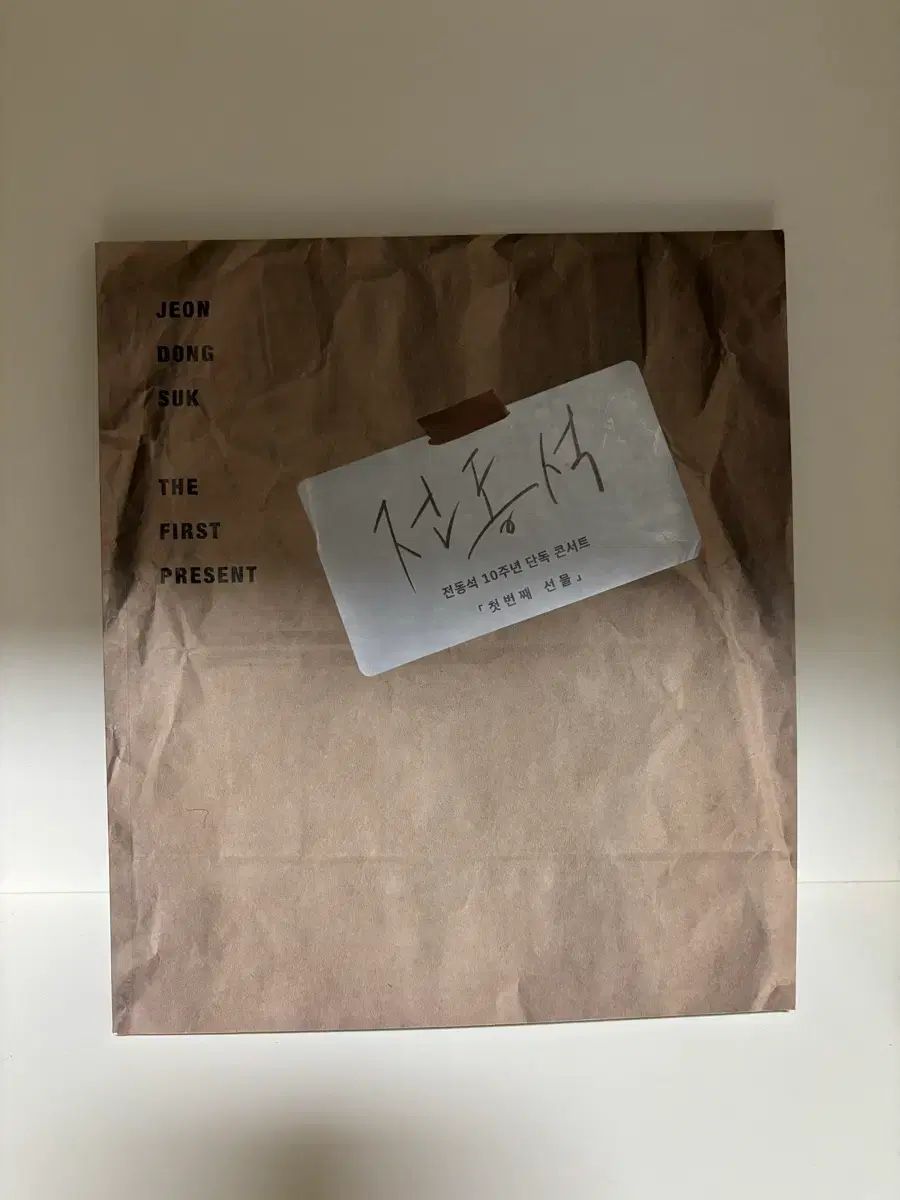 JEON
DONG
SUK
THE
FIRST
PRESENT
전동석
전동석 10주년 단독 콘서트
「첫번째 선물」